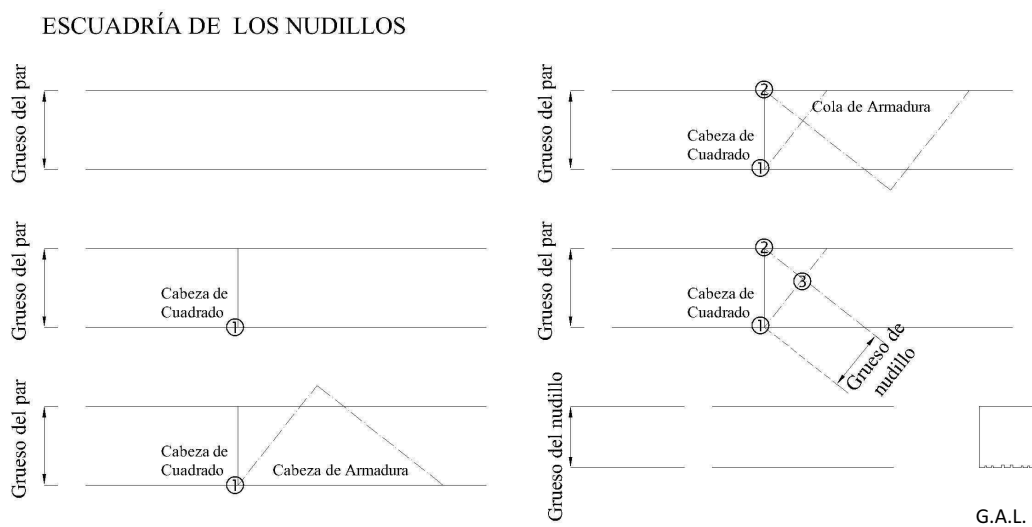 ESCUADRÍA DE LOS NUDILLOS
Grueso del par
Grueso del par
Cabeza de
Cuadrado
1
Grueso del par
Cabeza de
Cuadrado
1
Cabeza de Armadura
Grueso del par
2
Cola de Armadura
Cabeza de
Cuadrado
1
Grueso del par
2
3
Cabeza de
Cuadrado
1
Grueso de
nudillo
Grueso del nudillo
G.A.L.